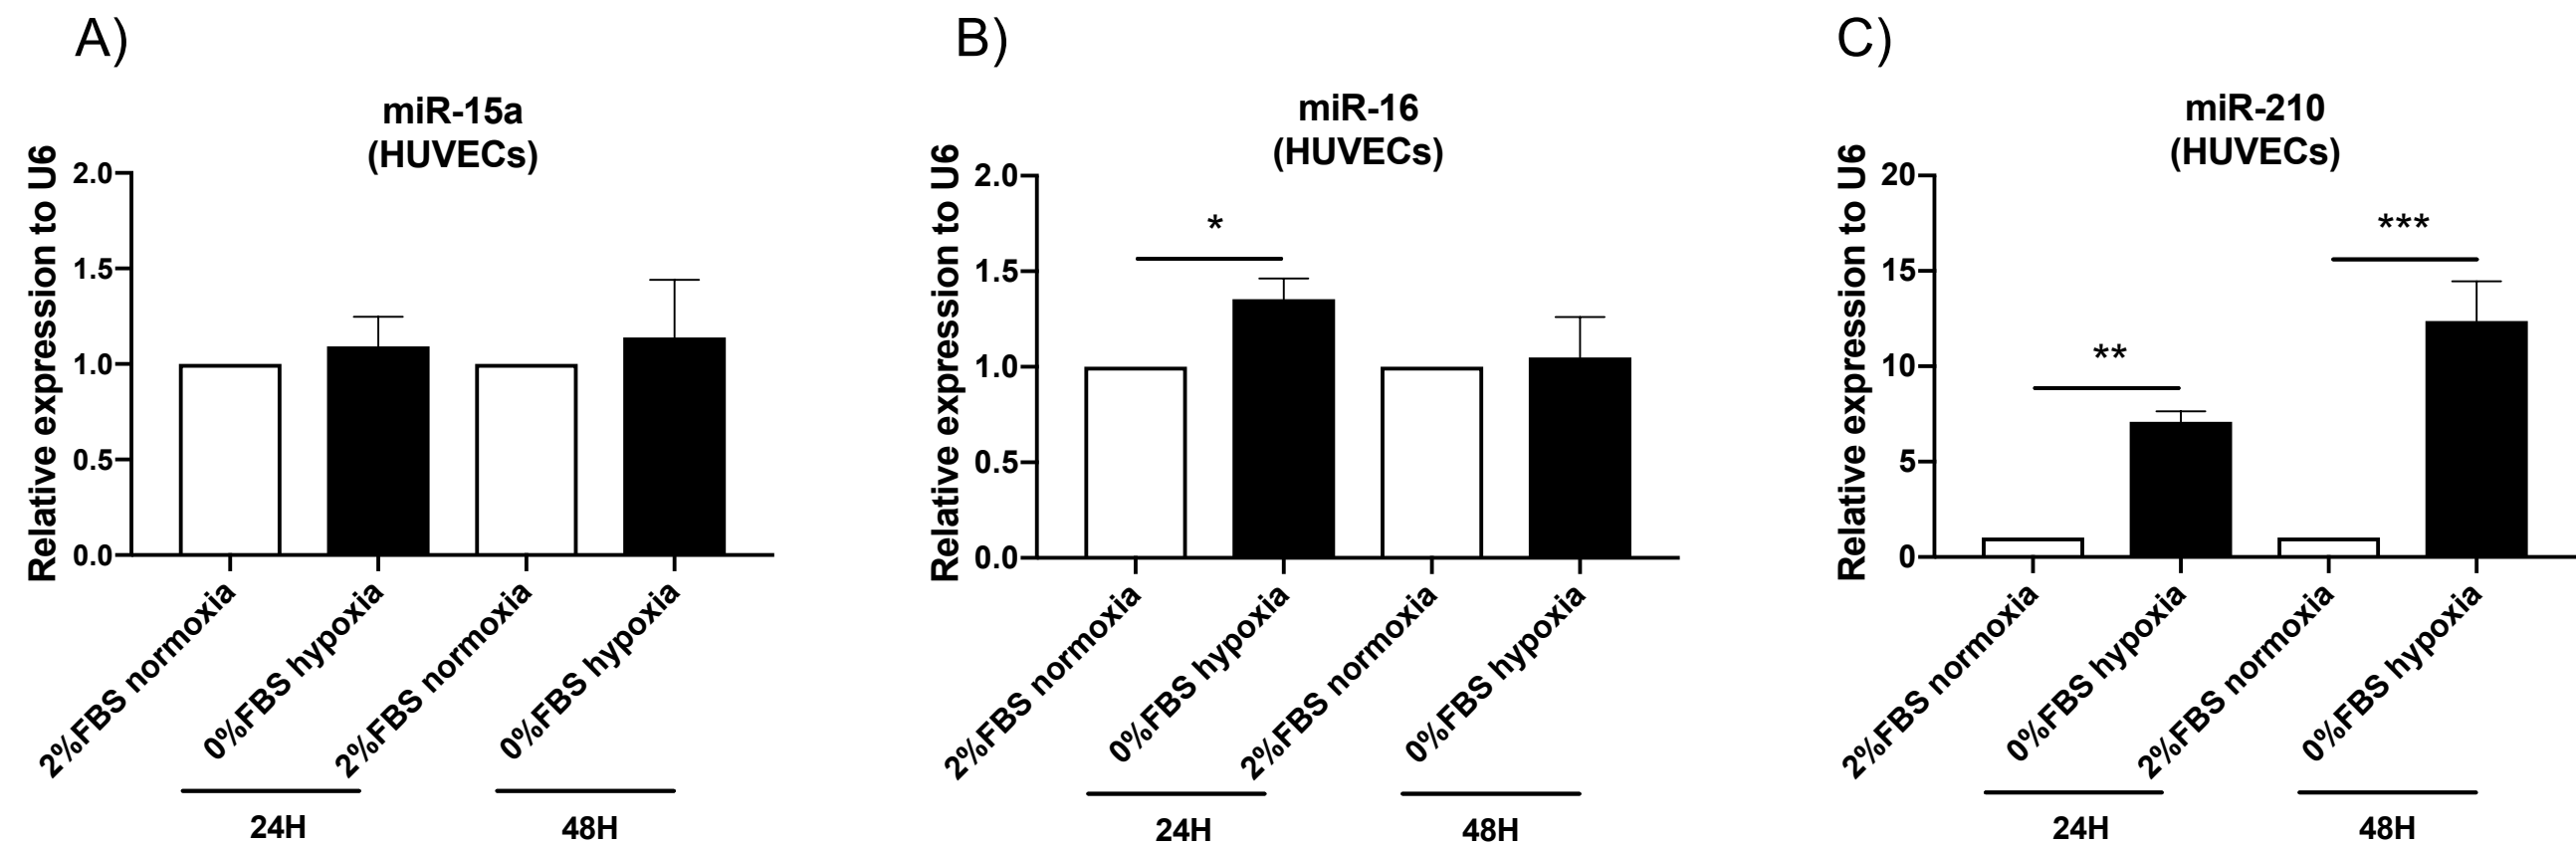 A)
miR-15a
(HUVECs)
Relative expression to U6
2.0
1.5
1.0
0.5
0.0
2%FBS normoxia
0%FBS hypoxia
2%FBS normoxia
0%FBS hypoxia
24H
48H
B)
miR-16
(HUVECs)
Relative expression to U6
2.0
1.5
1.0
0.5
0.0
*
2%FBS normoxia
0%FBS hypoxia
2%FBS normoxia
0%FBS hypoxia
24H
48H
C)
miR-210
(HUVECs)
Relative expression to U6
20
15
10
5
0
**
***
2%FBS normoxia
0%FBS hypoxia
2%FBS normoxia
0%FBS hypoxia
24H
48H